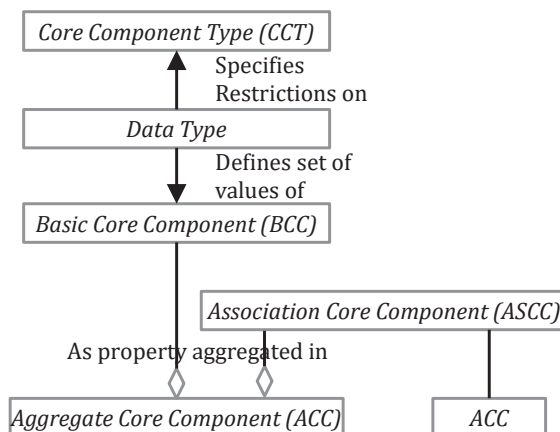 Core Component Type (CCT)
Specifies
Restrictions on
Data Type
Defines set of
values of
Basic Core Component (BCC)
Association Core Component (ASCC)
As property aggregated in
Aggregate Core Component (ACC)
ACC